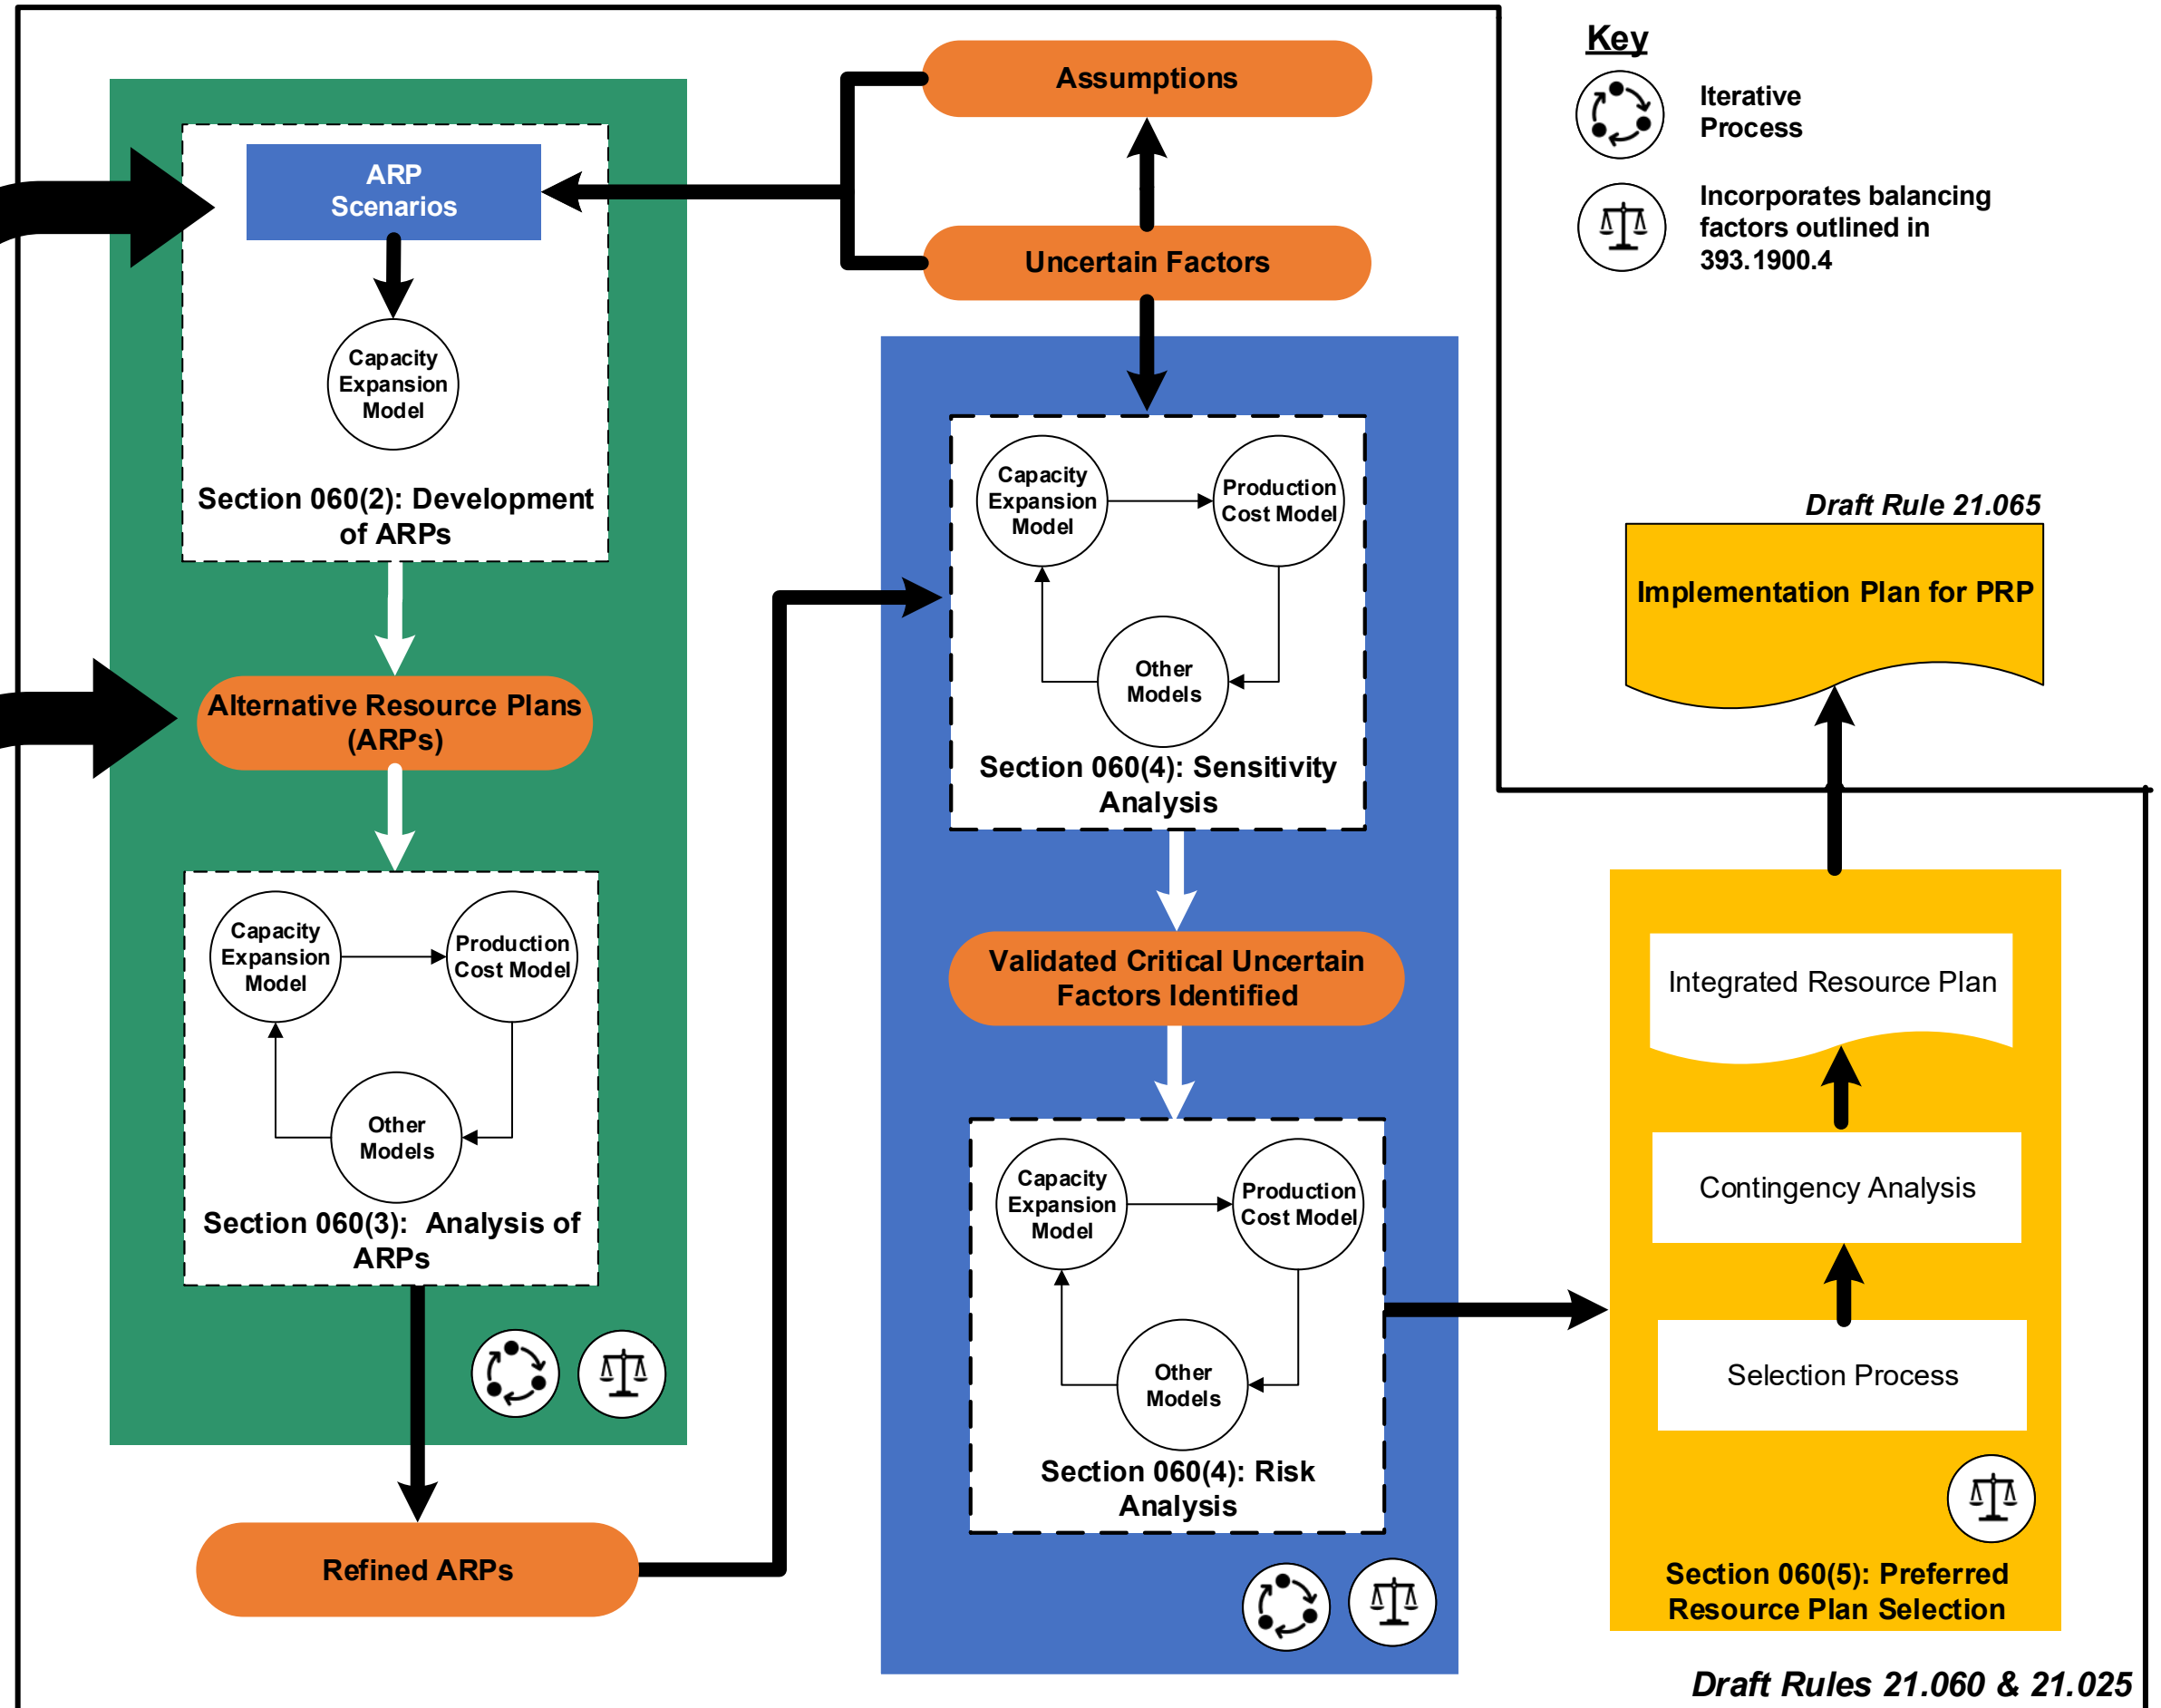 Key
Iterative
Process
Incorporates balancing
factors outlined in
393.1900.4
Assumptions
Uncertain Factors
ARP
Scenarios
Capacity
Expansion
Model
Section 060(2): Development
of ARPs
Alternative Resource Plans
(ARPs)
Capacity
Expansion
Model
Production
Cost Model
Other
Models
Section 060(3): Analysis of
ARPs
Refined ARPs
Capacity
Expansion
Model
Production
Cost Model
Other
Models
Section 060(4): Sensitivity
Analysis
Validated Critical Uncertain
Factors Identified
Capacity
Expansion
Model
Production
Cost Model
Other
Models
Section 060(4): Risk
Analysis
Draft Rule 21.065
Implementation Plan for PRP
Integrated Resource Plan
Contingency Analysis
Selection Process
Section 060(5): Preferred
Resource Plan Selection
Draft Rules 21.060 & 21.025